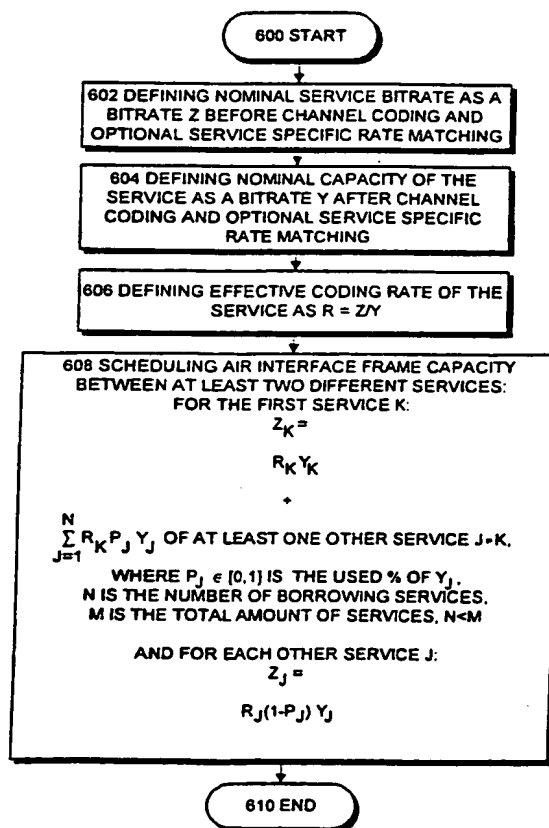 600 START
602 DEFINING NOMINAL SERVICE BITRATE AS A
BITRATE Z BEFORE CHANNEL CODING AND
OPTIONAL SERVICE SPECIFIC RATE MATCHING
604 DEFINING NOMINAL CAPACITY OF THE
SERVICE AS A BITRATE Y AFTER CHANNEL
CODING AND OPTIONAL SERVICE SPECIFIC
RATE MATCHING
606 DEFINING EFFECTIVE CODING RATE OF THE
SERVICE AS R = Z/Y
608 SCHEDULING AIR INTERFACE FRAME CAPACITY
BETWEEN AT LEAST TWO DIFFERENT SERVICES:
FOR THE FIRST SERVICE K:
Z_K =
R_K Y_K
+
N
Σ R_K P_J Y_J OF AT LEAST ONE OTHER SERVICE J≠K,
J=1
WHERE P_J ∈ [0,1] IS THE USED % OF Y_J,
N IS THE NUMBER OF BORROWING SERVICES,
M IS THE TOTAL AMOUNT OF SERVICES, N<M
AND FOR EACH OTHER SERVICE J:
Z_J =
R_J(1-P_J) Y_J
610 END